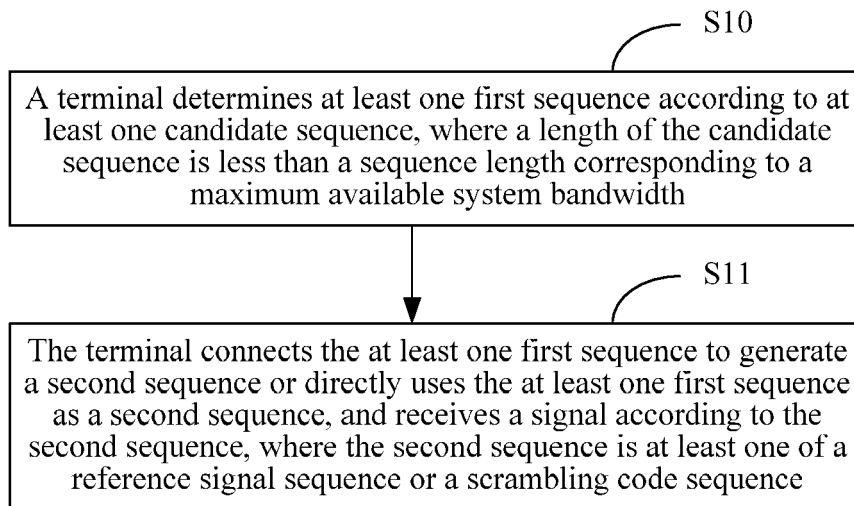 S10
A terminal determines at least one first sequence according to at
least one candidate sequence, where a length of the candidate
sequence is less than a sequence length corresponding to a
maximum available system bandwidth
S11
The terminal connects the at least one first sequence to generate
a second sequence or directly uses the at least one first sequence
as a second sequence, and receives a signal according to the
second sequence, where the second sequence is at least one of a
reference signal sequence or a scrambling code sequence